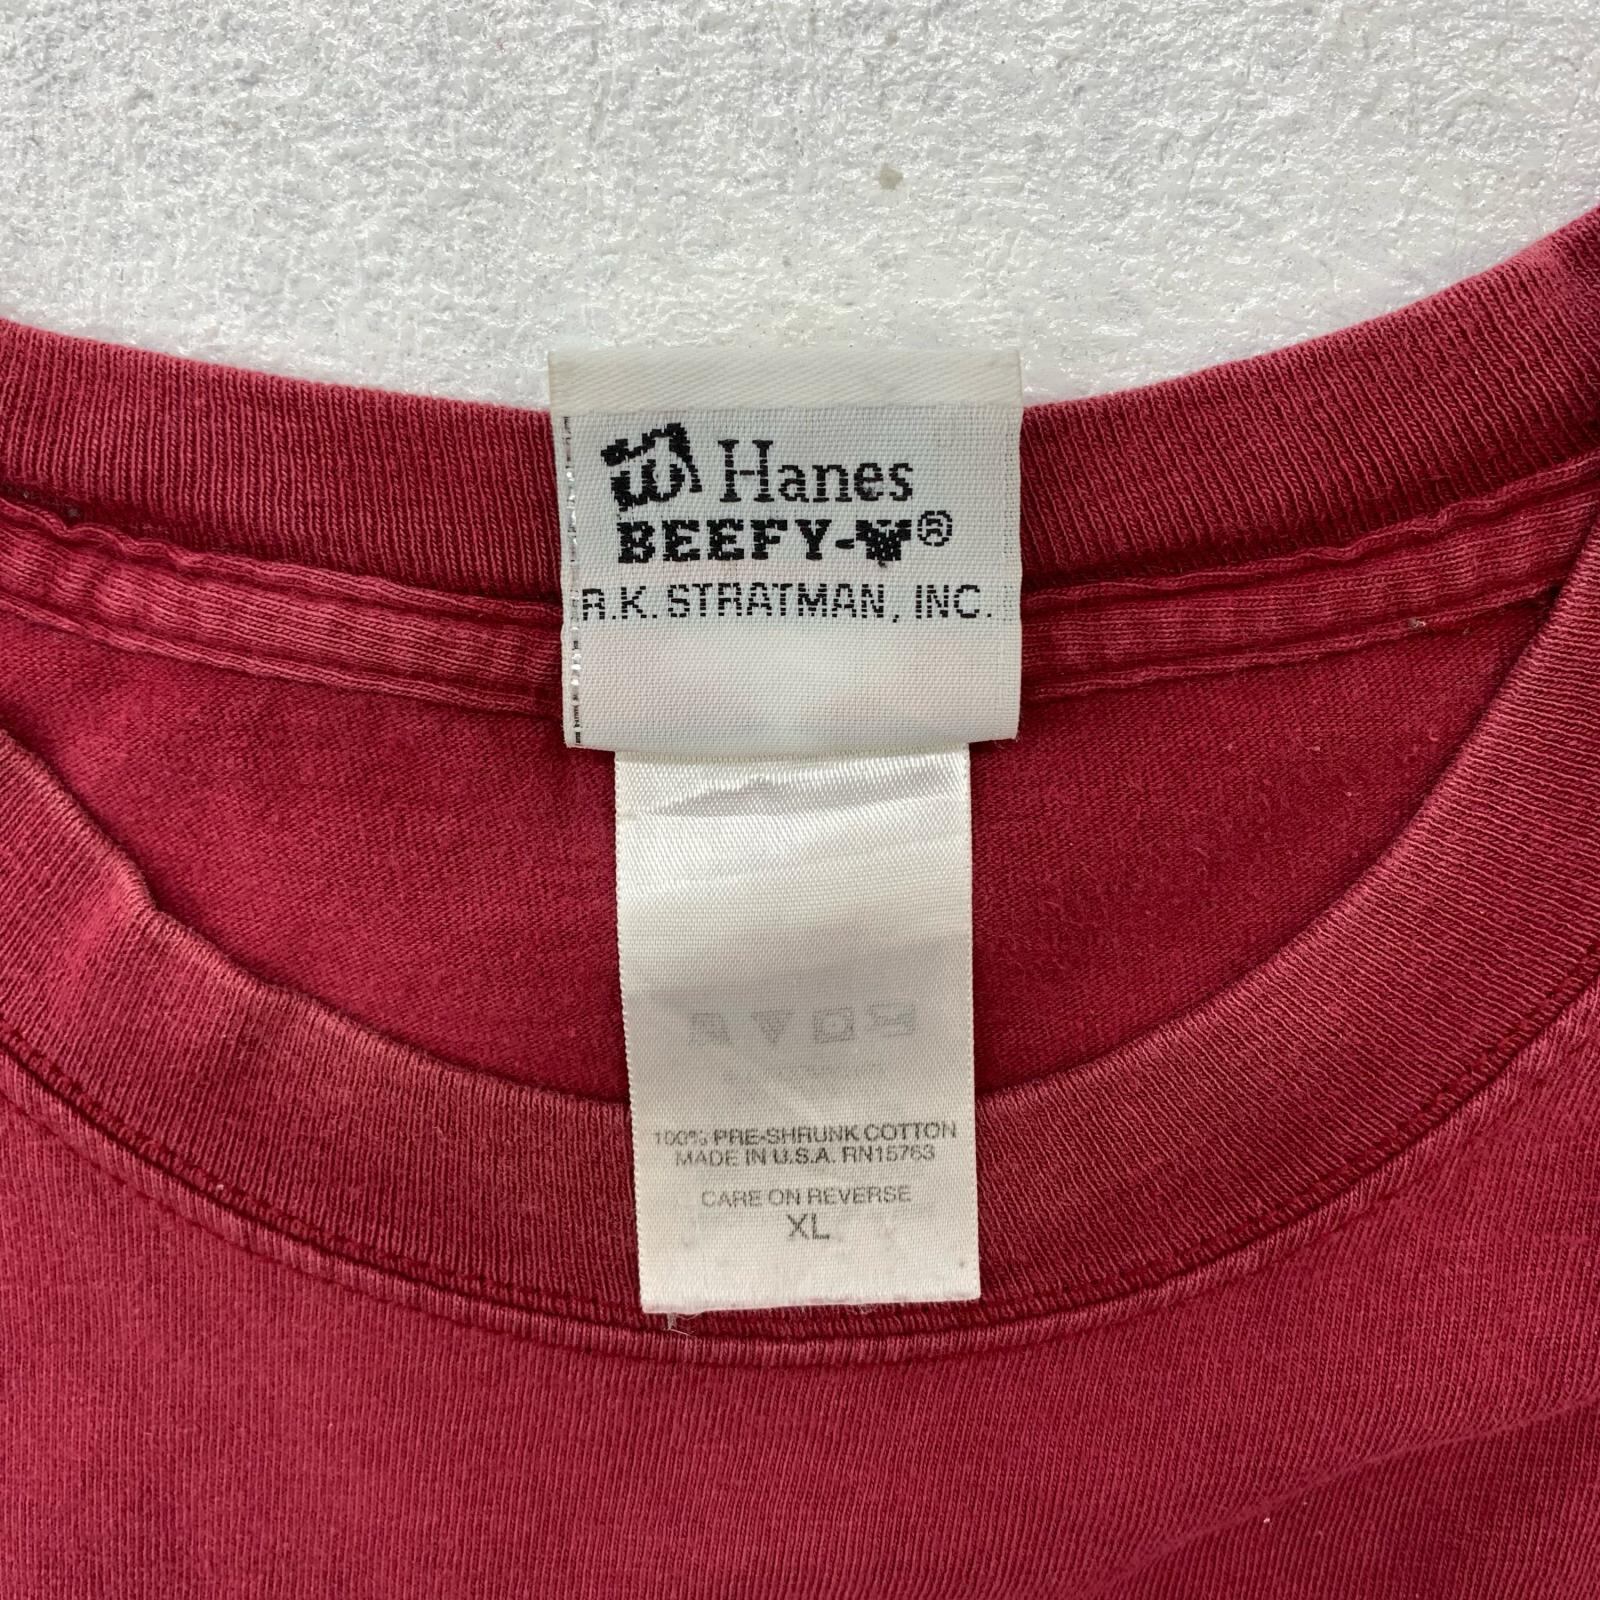 Hanes
BEEFY-T®
R.K. STRATMAN, INC.
100% PRE-SHRUNK COTTON
MADE IN U.S.A. RN15763
CARE ON REVERSE
XL